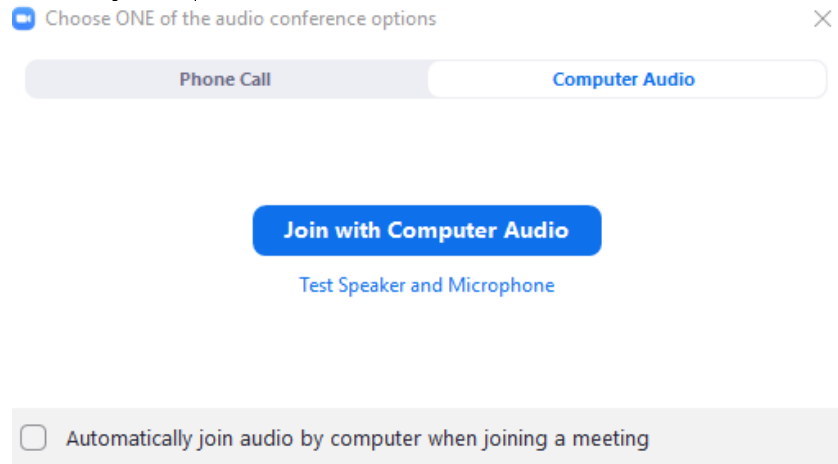 Choose ONE of the audio conference options
Phone Call Computer Audio
Join with Computer Audio
Test Speaker and Microphone
Automatically join audio by computer when joining a meeting